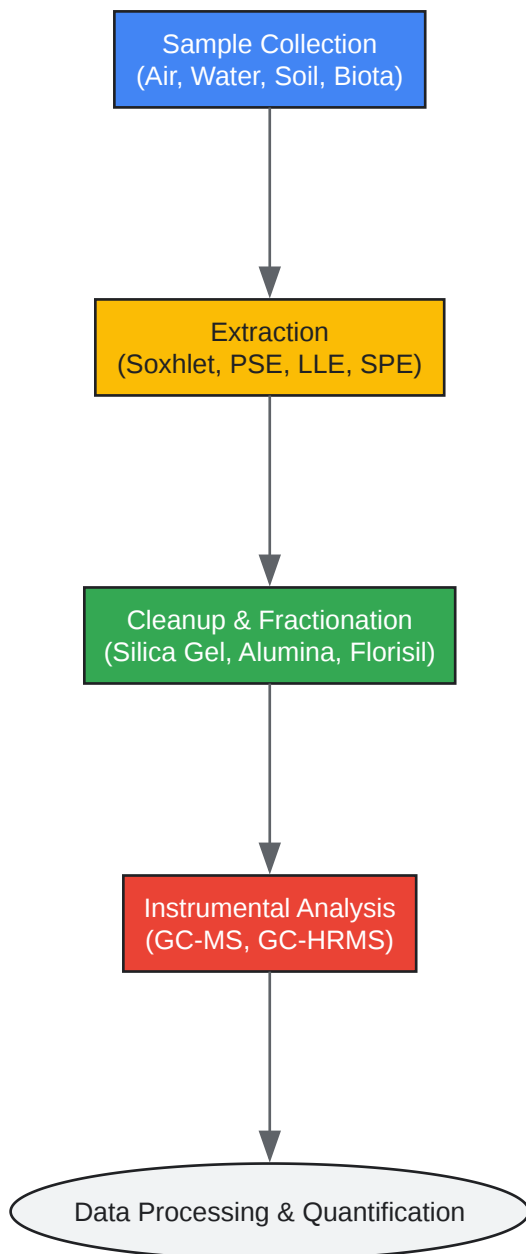 Sample Collection
(Air, Water, Soil, Biota)
Extraction
(Soxhlet, PSE, LLE, SPE)
Cleanup & Fractionation
(Silica Gel, Alumina, Florisil)
Instrumental Analysis
(GC-MS, GC-HRMS)
Data Processing & Quantification